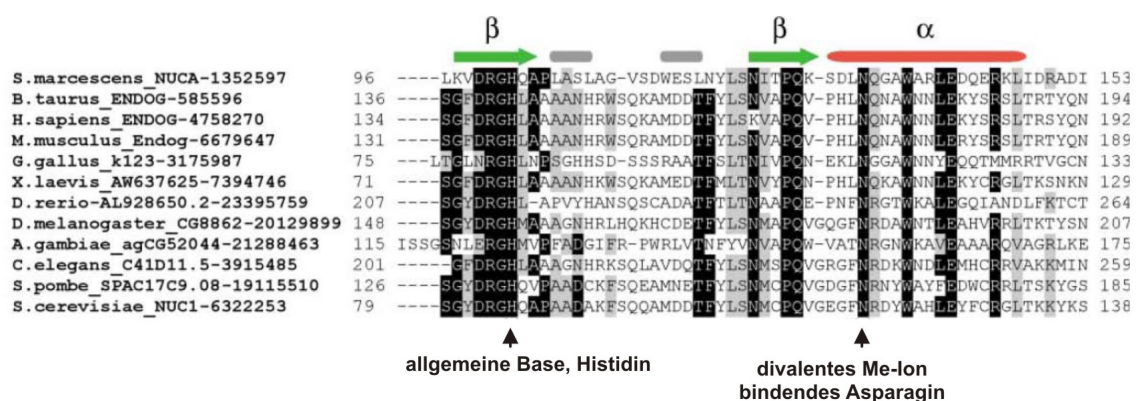 β β α
S.marcescens_NUCA-1352597 96 ----LKVDRGHQAPLASLAG-VSDWESLNYLSNITPQK-SDLNQGAWARLEDQERKLIDRADI 153
B.taurus_ENDOG-585596 136 ----SGFDRGHLAAAANHRWSQKAMDDTFYLSNVAPQV-PHLNQNAWNNLEKYSRSLTRTYQN 194
H.sapiens_ENDOG-4758270 134 ----SGFDRGHLAAAANHRWSQKAMDDTFYLSKVAPQV-PHLNQNAWNNLEKYSRSLTRSYQN 192
M.musculus_Endog-6679647 131 ----SGFDRGHLAAAANHRWSQKAMDDTFYLSNVAPQV-PHLNQNAWNNLEKYSRSLTRTYQN 189
G.gallus_k123-3175987 75 ---LTGLNRGHLNPSGHHSD-SSSRAATFSLTNIVPQN-EKLNGGAWNNYEQQTMMRRTVGCN 133
X.laevis_AW637625-7394746 71 ----SGFDRGHLAAAANHKWSQKAMEDTFMLTNVYPQN-PHLNQKAWNNLEKYCRGLTKSNKN 129
D.rerio-AL928650.2-23395759 207 ----SGYDRGHL-APVYHANSQSCADATFTLTNAAPQE-PNFNRGTWKALEGQIANDLFKTCT 264
D.melanogaster_CG8862-20129899 148 ----SGYDRGHMAAAGNHRLHQKHCDETFYLSNMAPQVGQGFNRDAWNTLEAHVRRLTKTYSN 207
A.gambiae_agCG52044-21288463 115 ISSGSNLERGHMVPFADGIFR-PWRLVTNFYVNVAPQW-VATNRGNWKAVEAAARQVAGRLKE 175
C.elegans_C41D11.5-3915485 201 -----GFDRGHLAAAGNHRKSQLAVDQTFYLSNMSPQVGRGFNRDKWNDLEMHCRRVAKKMIN 259
S.pombe_SPAC17C9.08-19115510 126 ----SGYDRGHQVPAADCKFSQEAMNETFYLSNMCPQVGDGFNRNYWAYFEDWCRRLTSKYGS 185
S.cerevisiae_NUC1-6322253 79 ----SGYDRGHQAPAADAKFSQQAMDDTFYLSNMCPQVGEGFNRDYWAHLEYFCRGLTKKYKS 138
allgemeine Base, Histidin
divalentes Me-Ion
bindendes Asparagin